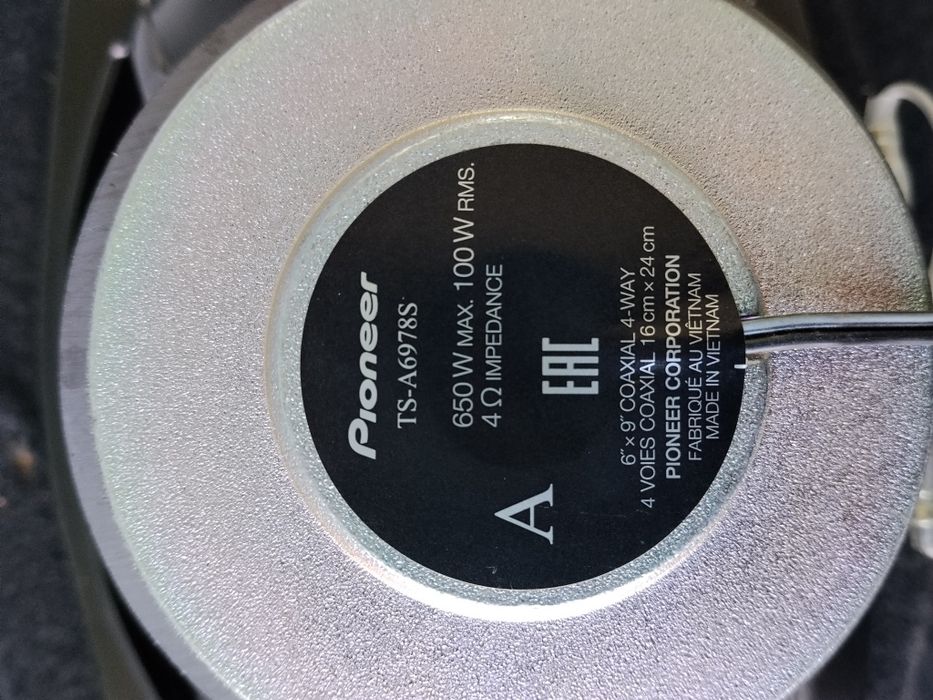 Pioneer
TS-A6978S
650 W MAX. 100 W RMS.
4 Ω IMPEDANCE
EAC
A
6″ × 9″ COAXIAL 4-WAY
4 VOIES COAXIAL 16 cm × 24 cm
PIONEER CORPORATION
FABRIQUÉ AU VIÊTNAM
MADE IN VIETNAM